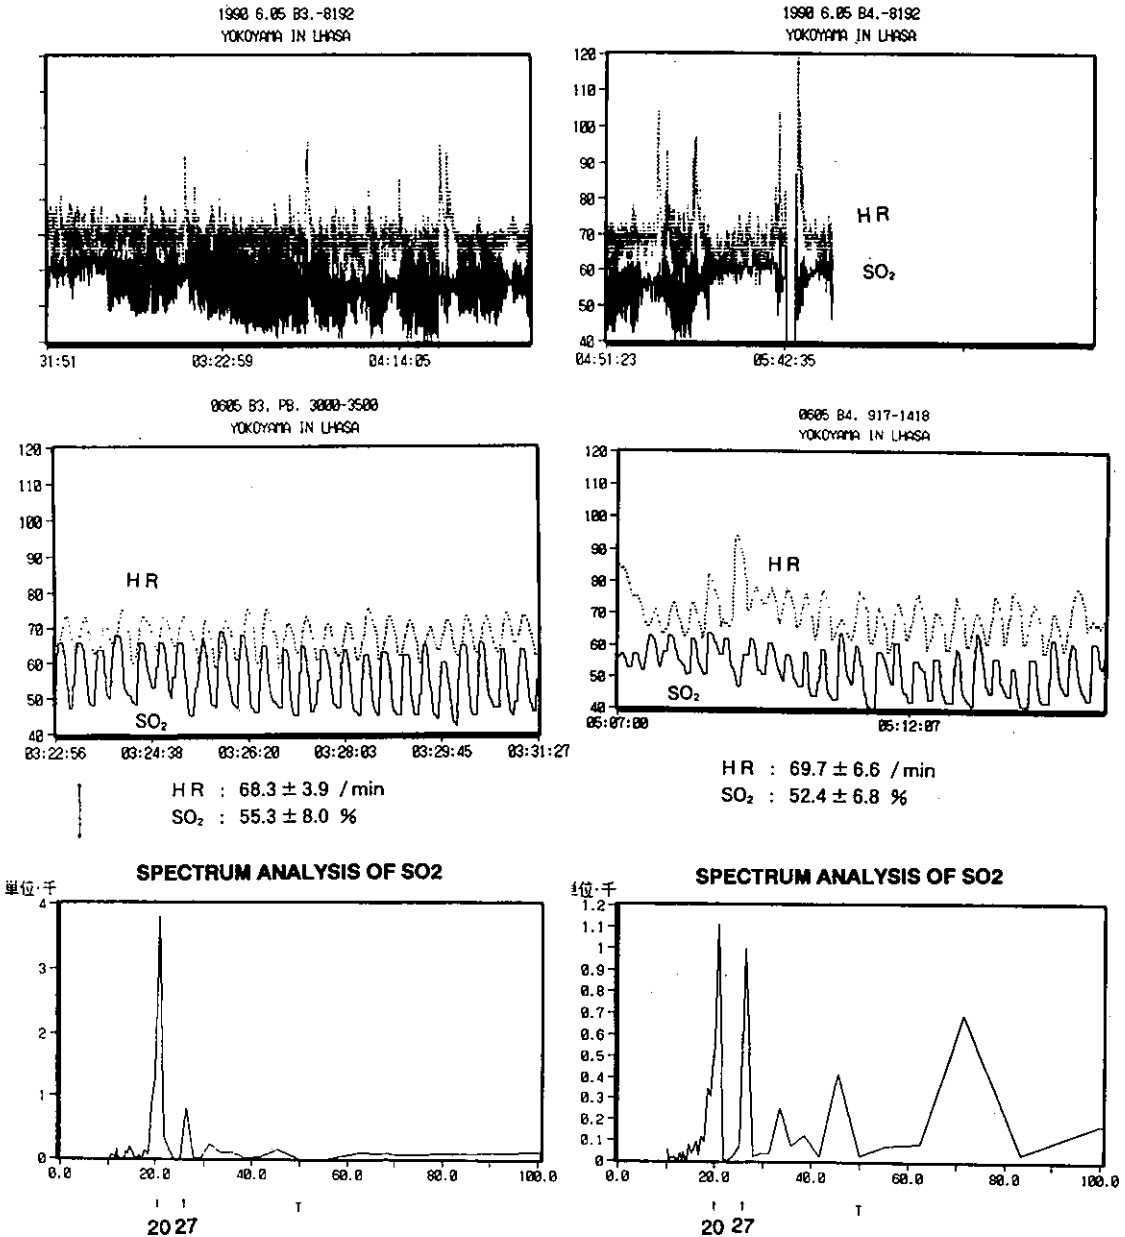 1990 6.05 B3.-8192
YOKOYAMA IN LHASA
31:51 03:22:59 04:14:05
1990 6.05 B4.-8192
YOKOYAMA IN LHASA
120
110
100
90
80
70
60
50
40
HR
SO₂
04:51:23 05:42:35
0605 B3. PB. 3000-3500
YOKOYAMA IN LHASA
120
110
100
90
80
70
60
50
40
HR
SO₂
03:22:56 03:24:38 03:26:20 03:28:03 03:29:45 03:31:27
HR : 68.3 ± 3.9 /min
SO₂ : 55.3 ± 8.0 %
0605 B4. 917-1418
YOKOYAMA IN LHASA
120
110
100
90
80
70
60
50
40
HR
SO₂
05:07:00 05:12:07
HR : 69.7 ± 6.6 /min
SO₂ : 52.4 ± 6.8 %
SPECTRUM ANALYSIS OF SO2
単位・千
4
3
2
1
0
0.0 20.0 40.0 60.0 80.0 100.0
20 27
T
SPECTRUM ANALYSIS OF SO2
単位・千
1.2
1.1
1
0.9
0.8
0.7
0.6
0.5
0.4
0.3
0.2
0.1
0
0.0 20.0 40.0 60.0 80.0 100.0
20 27
T